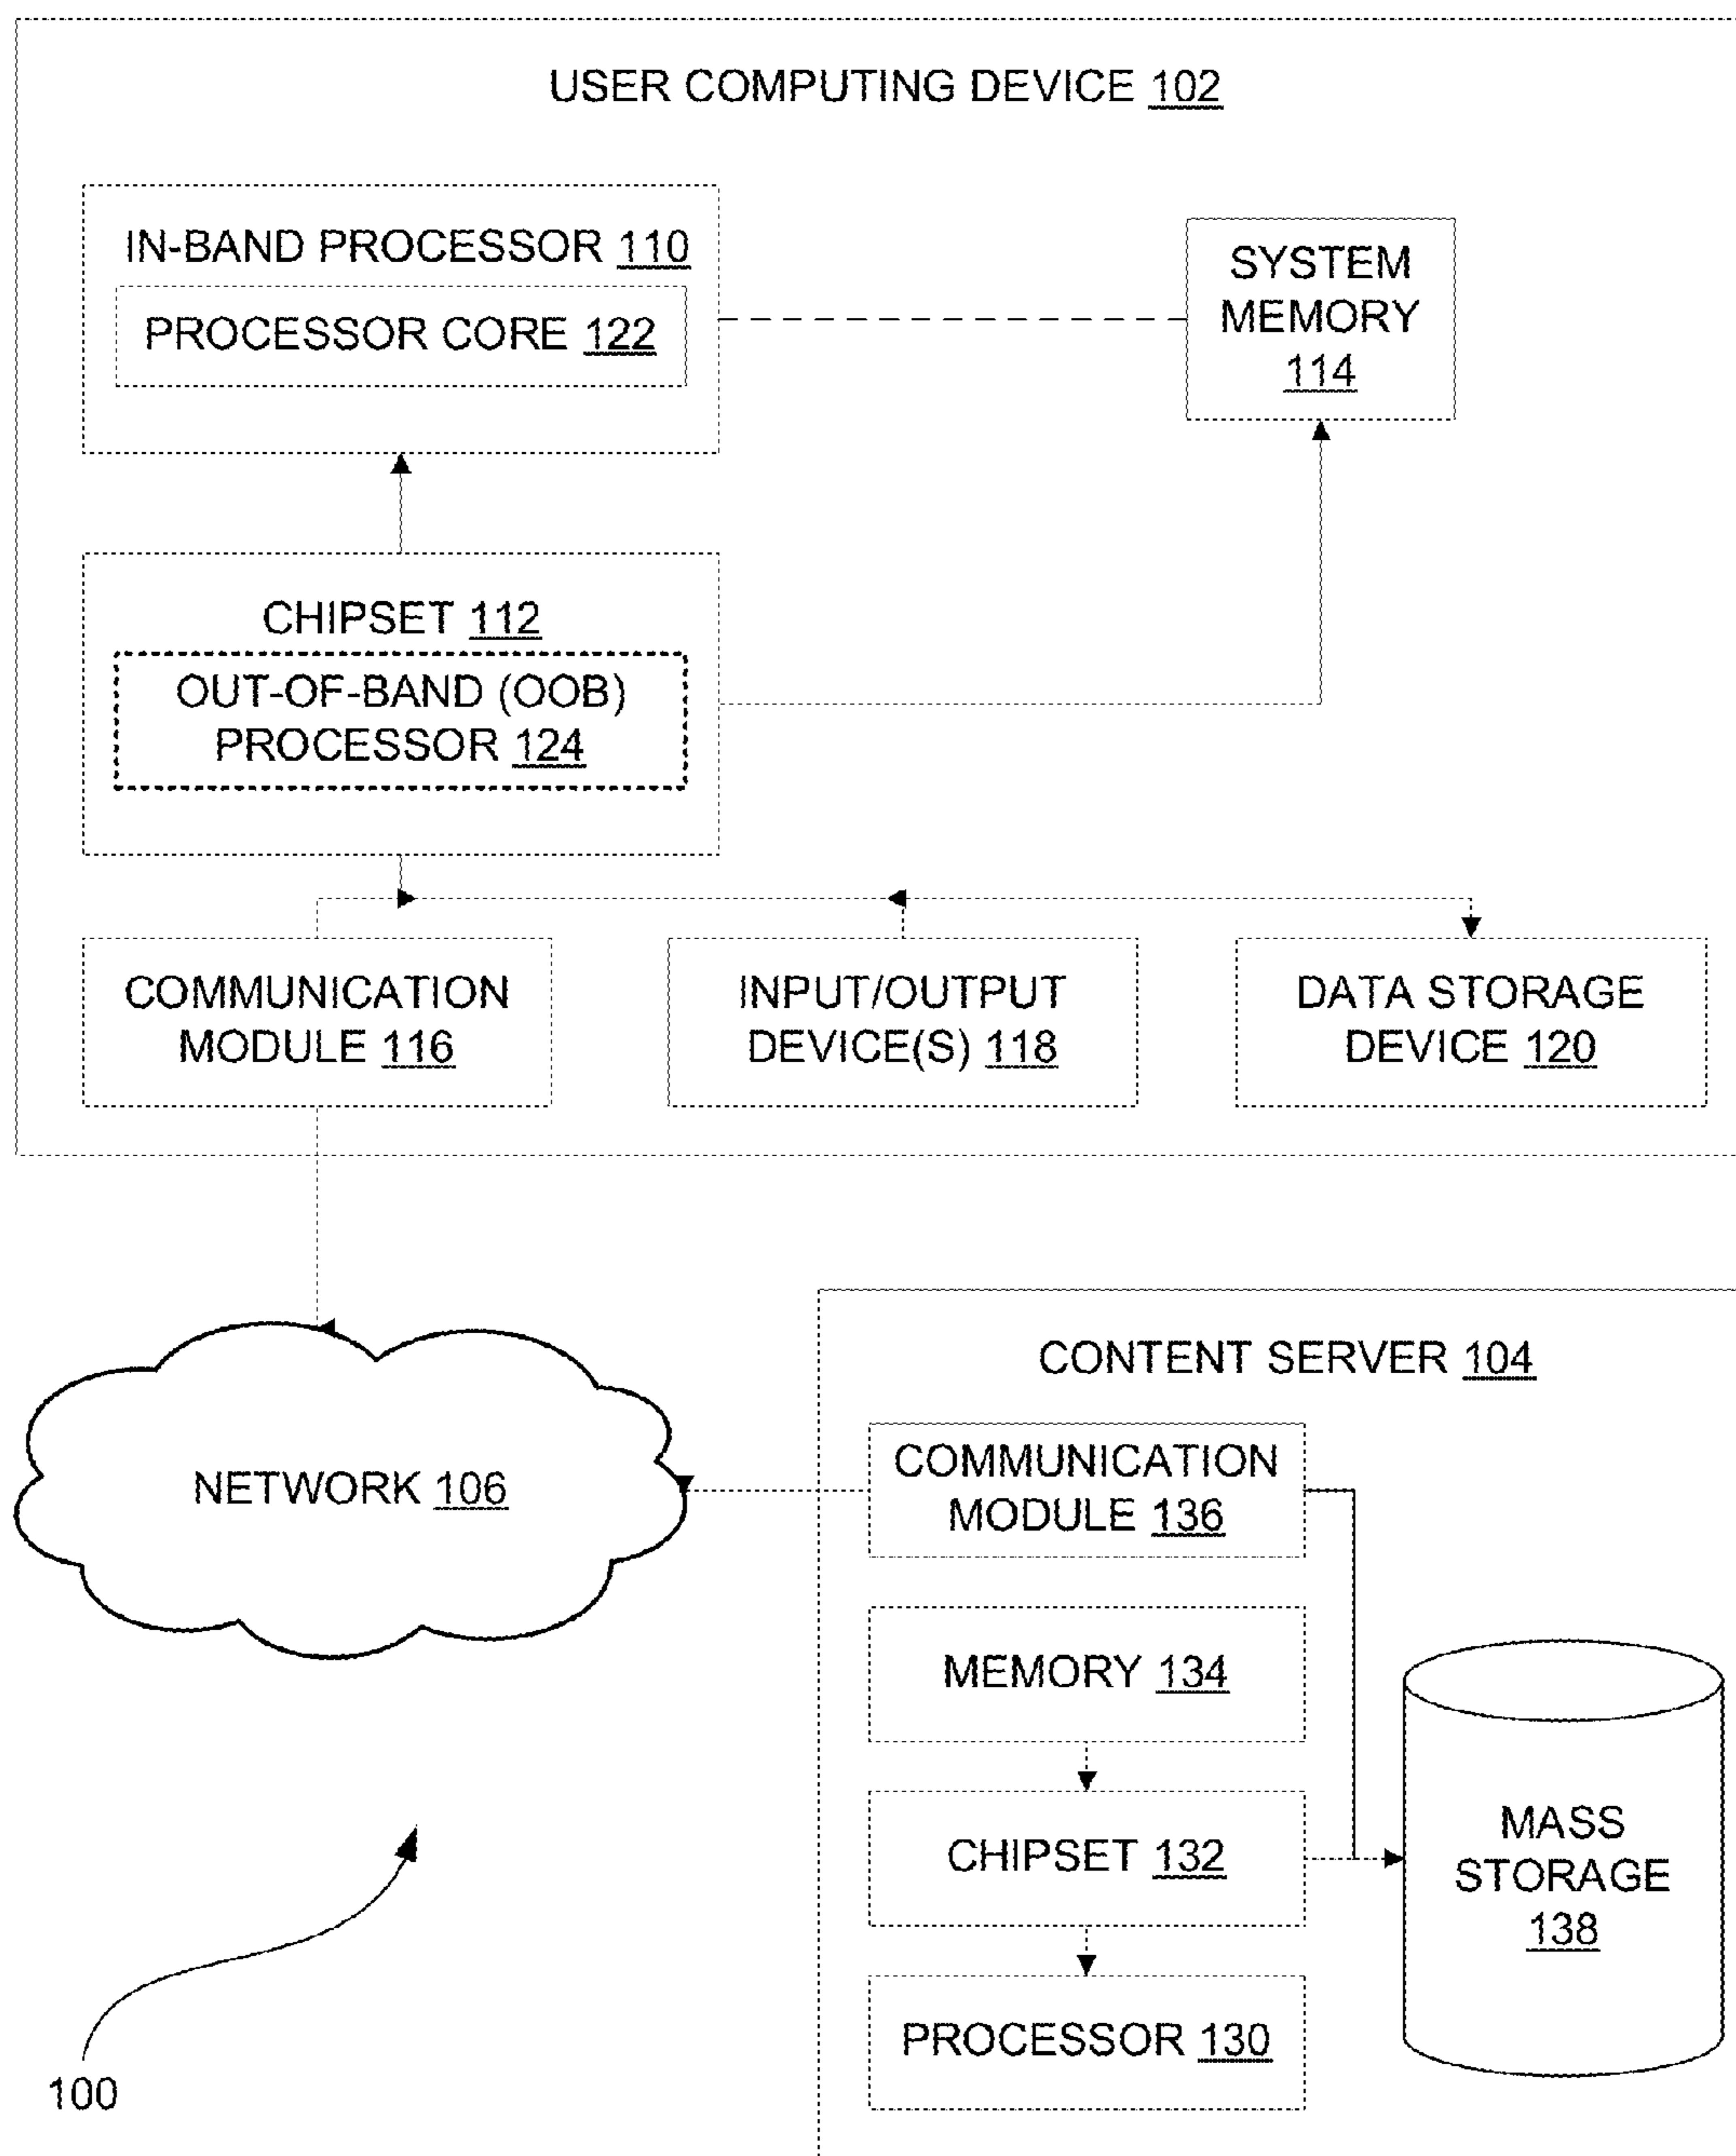 USER COMPUTING DEVICE 102
IN-BAND PROCESSOR 110
PROCESSOR CORE 122
SYSTEM
MEMORY
114
CHIPSET 112
OUT-OF-BAND (OOB)
PROCESSOR 124
COMMUNICATION
MODULE 116
INPUT/OUTPUT
DEVICE(S) 118
DATA STORAGE
DEVICE 120
NETWORK 106
CONTENT SERVER 104
COMMUNICATION
MODULE 136
MEMORY 134
CHIPSET 132
PROCESSOR 130
MASS
STORAGE
138
100